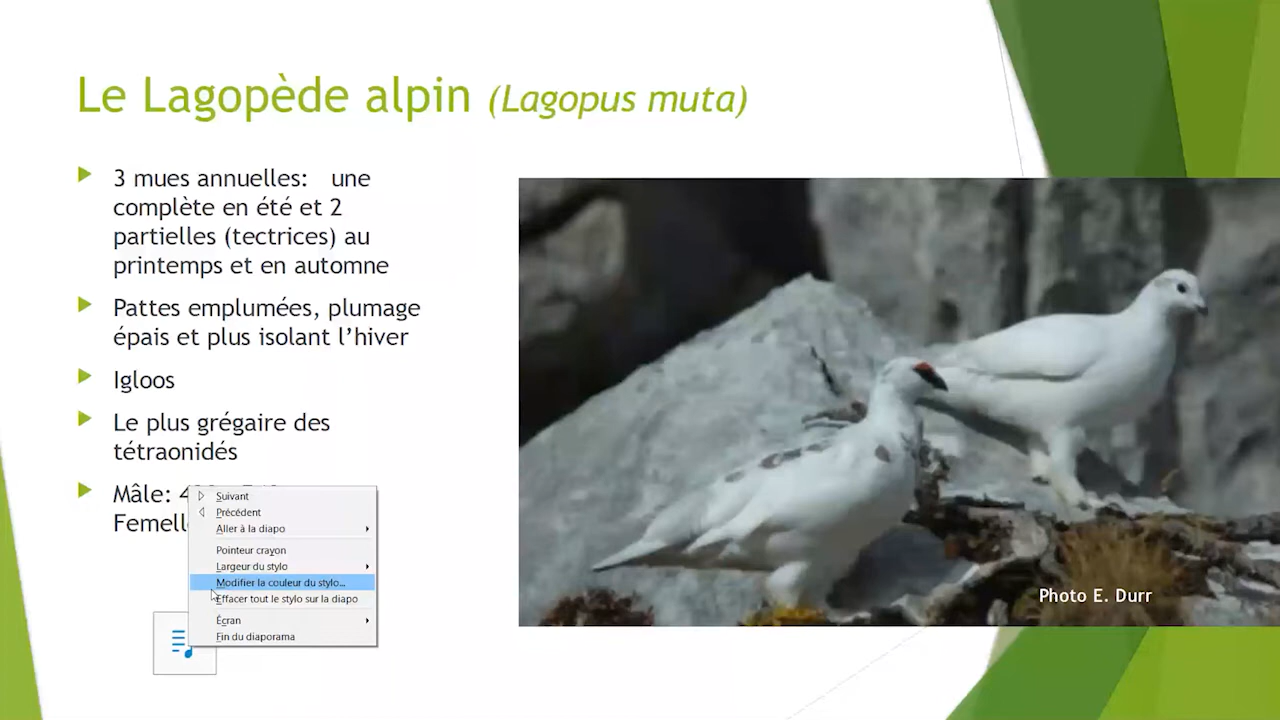 Le Lagopède alpin (Lagopus muta)
3 mues annuelles: une
complète en été et 2
partielles (tectrices) au
printemps et en automne
Pattes emplumées, plumage
épais et plus isolant l’hiver
Igloos
Le plus grégaire des
tétraonidés
Mâle:
Suivant
Précédent
Aller à la diapo
Pointeur crayon
Largeur du stylo
Modifier la couleur du stylo...
Effacer tout le stylo sur la diapo
Écran
Fin du diaporama
Photo E. Durr